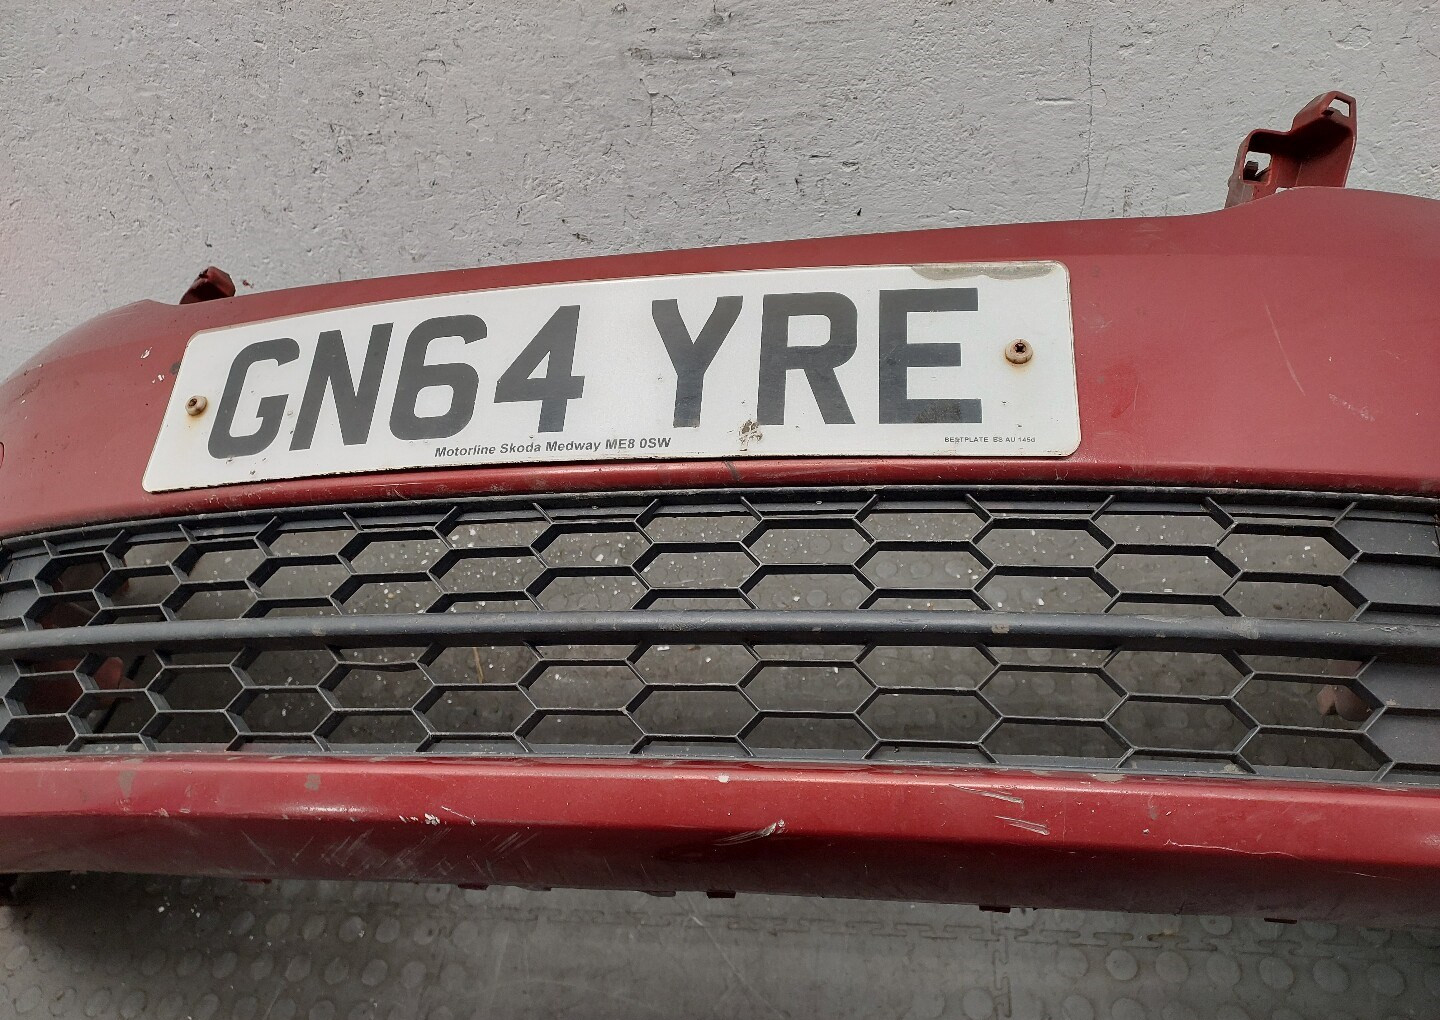 GN64 YRE
Motorline Skoda Medway ME8 0SW
BESTPLATE BS AU 145d